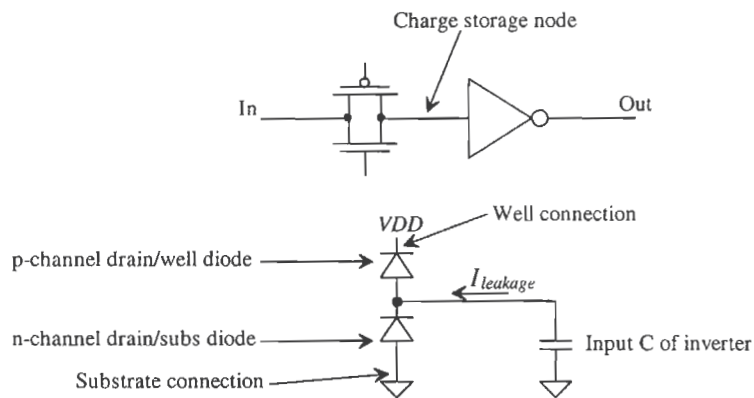 Charge storage node
In
Out
VDD
Well connection
p-channel drain/well diode
I leakage
n-channel drain/subs diode
Input C of inverter
Substrate connection